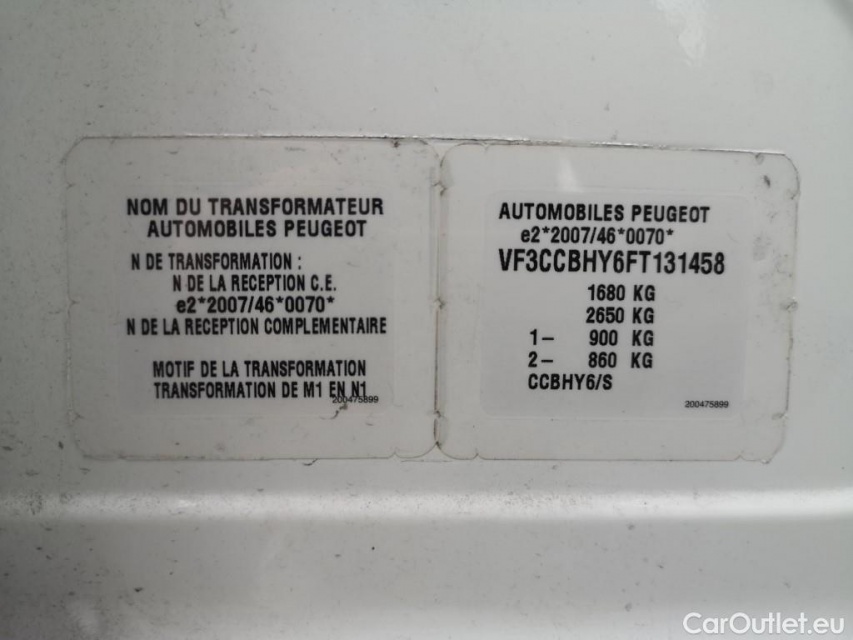 NOM DU TRANSFORMATEUR
AUTOMOBILES PEUGEOT
N DE TRANSFORMATION :
N DE LA RECEPTION C.E.
e2*2007/46*0070*
N DE LA RECEPTION COMPLEMENTAIRE
MOTIF DE LA TRANSFORMATION
TRANSFORMATION DE M1 EN N1
200475899
AUTOMOBILES PEUGEOT
e2*2007/46*0070*
VF3CCBHY6FT131458
1680 KG
2650 KG
1- 900 KG
2- 860 KG
CCBHY6/S
200475899
CarOutlet.eu